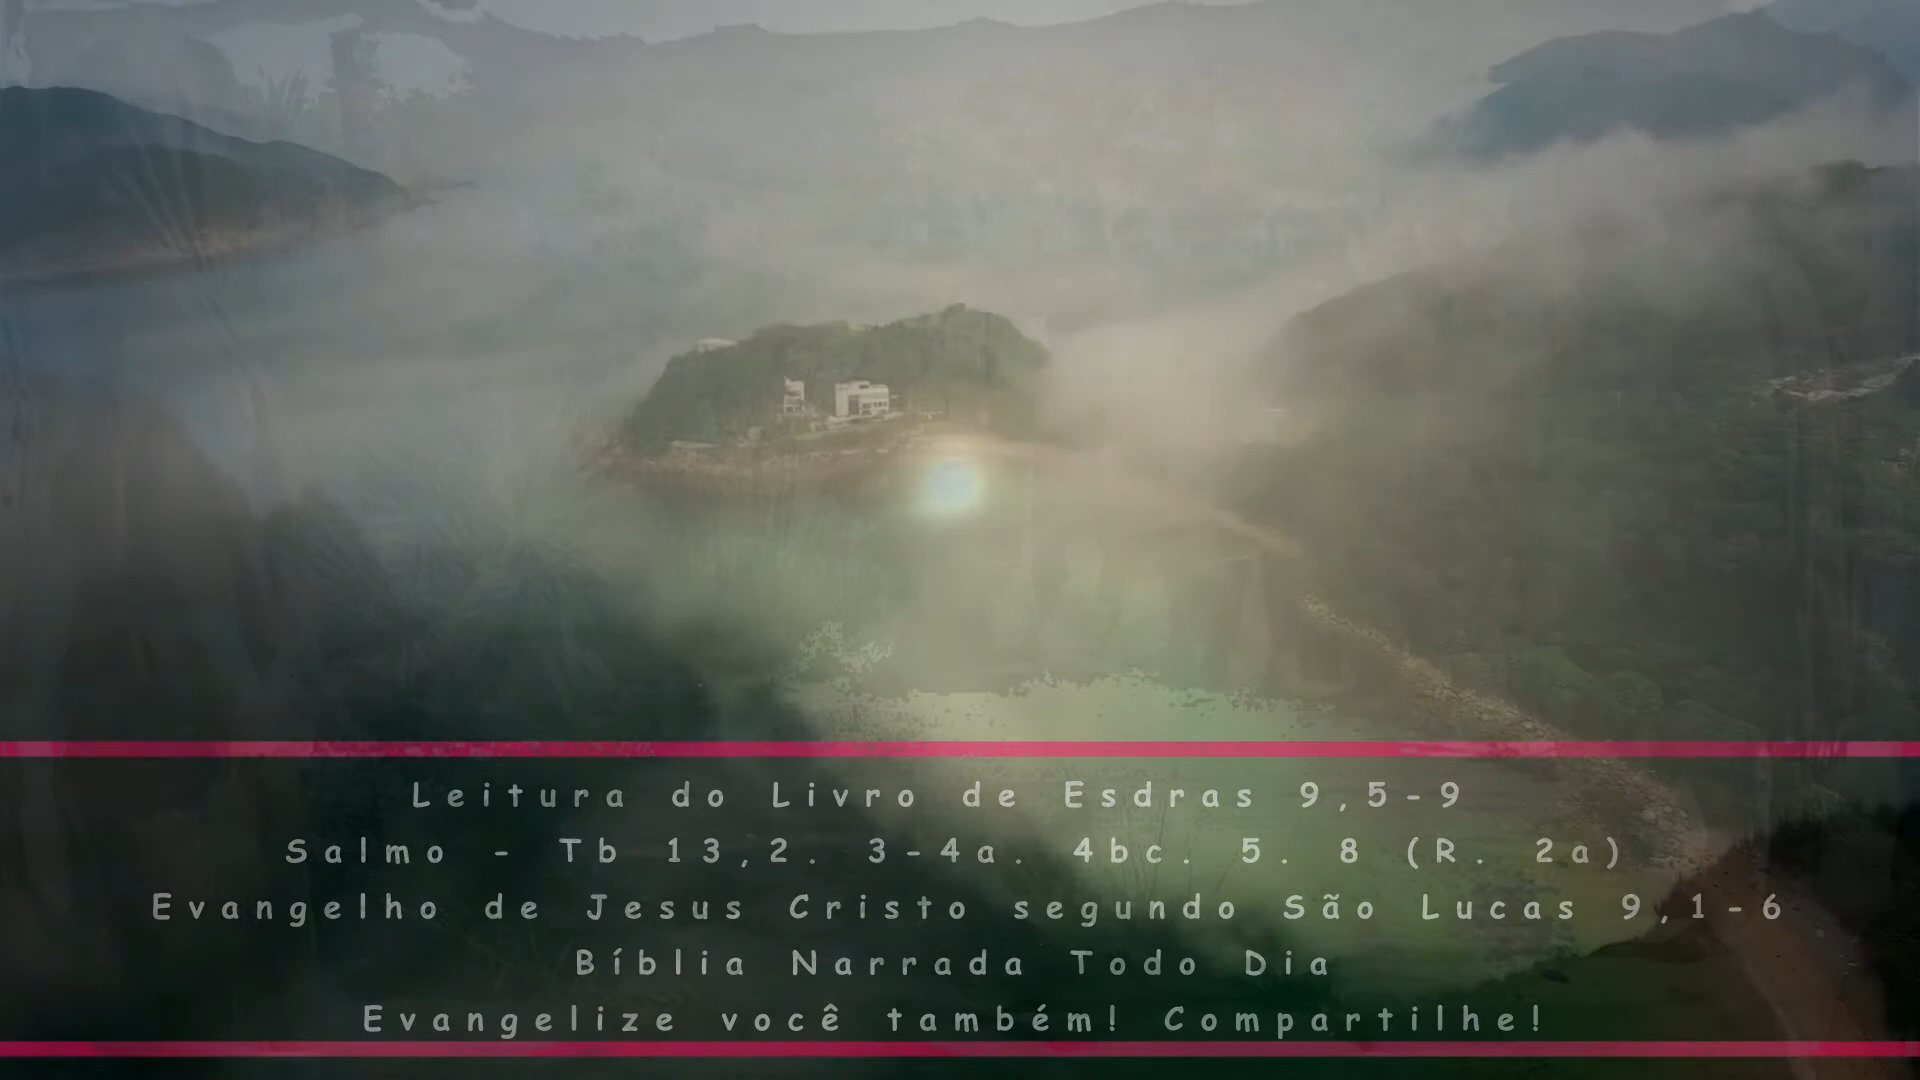 Leitura do Livro de Esdras 9,5-9
Salmo - Tb 13,2. 3-4a. 4bc. 5. 8 (R. 2a)
Evangelho de Jesus Cristo segundo São Lucas 9,1-6
Bíblia Narrada Todo Dia
Evangelize você também! Compartilhe!